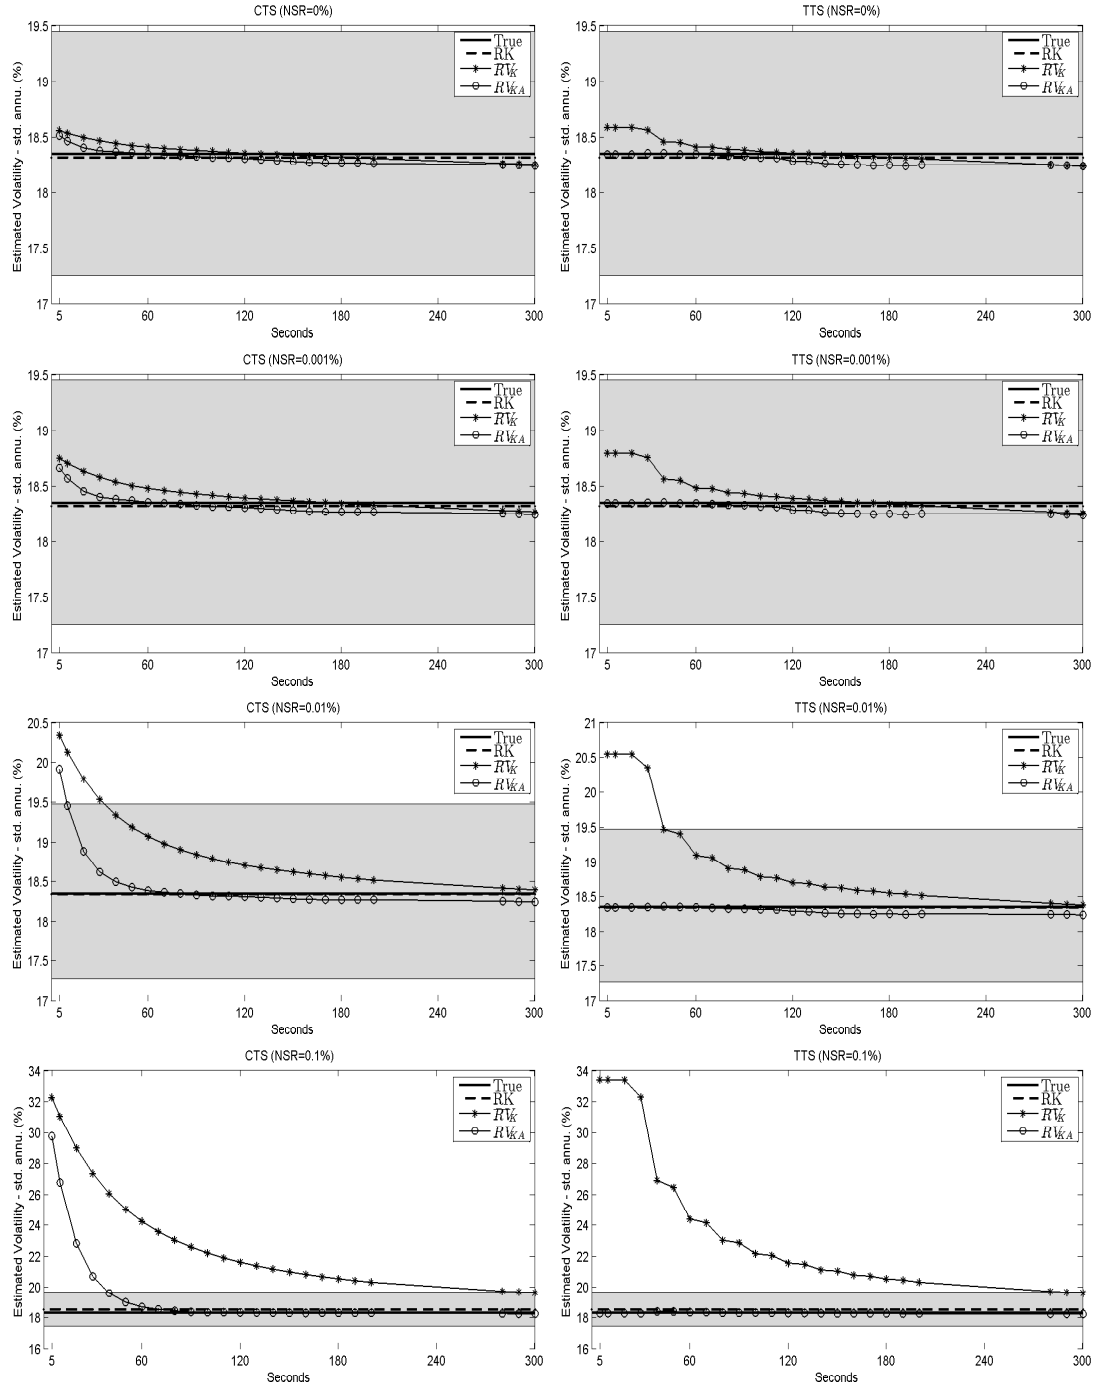 CTS (NSR=0%)
Estimated Volatility - std. annu. (%)
19.5
19
18.5
18
17.5
17
5 60 120 180 240 300
Seconds
True
RK
RV_K
RV_KA
TTS (NSR=0%)
Estimated Volatility - std. annu. (%)
19.5
19
18.5
18
17.5
17
5 60 120 180 240 300
Seconds
True
RK
RV_K
RV_KA
CTS (NSR=0.001%)
Estimated Volatility - std. annu. (%)
19.5
19
18.5
18
17.5
17
5 60 120 180 240 300
Seconds
True
RK
RV_K
RV_KA
TTS (NSR=0.001%)
Estimated Volatility - std. annu. (%)
19.5
19
18.5
18
17.5
17
5 60 120 180 240 300
Seconds
True
RK
RV_K
RV_KA
CTS (NSR=0.01%)
Estimated Volatility - std. annu. (%)
20.5
20
19.5
19
18.5
18
17.5
17
5 60 120 180 240 300
Seconds
True
RK
RV_K
RV_KA
TTS (NSR=0.01%)
Estimated Volatility - std. annu. (%)
21
20.5
20
19.5
19
18.5
18
17.5
17
5 60 120 180 240 300
Seconds
True
RK
RV_K
RV_KA
CTS (NSR=0.1%)
Estimated Volatility - std. annu. (%)
34
32
30
28
26
24
22
20
18
16
5 60 120 180 240 300
Seconds
True
RK
RV_K
RV_KA
TTS (NSR=0.1%)
Estimated Volatility - std. annu. (%)
34
32
30
28
26
24
22
20
18
16
5 60 120 180 240 300
Seconds
True
RK
RV_K
RV_KA